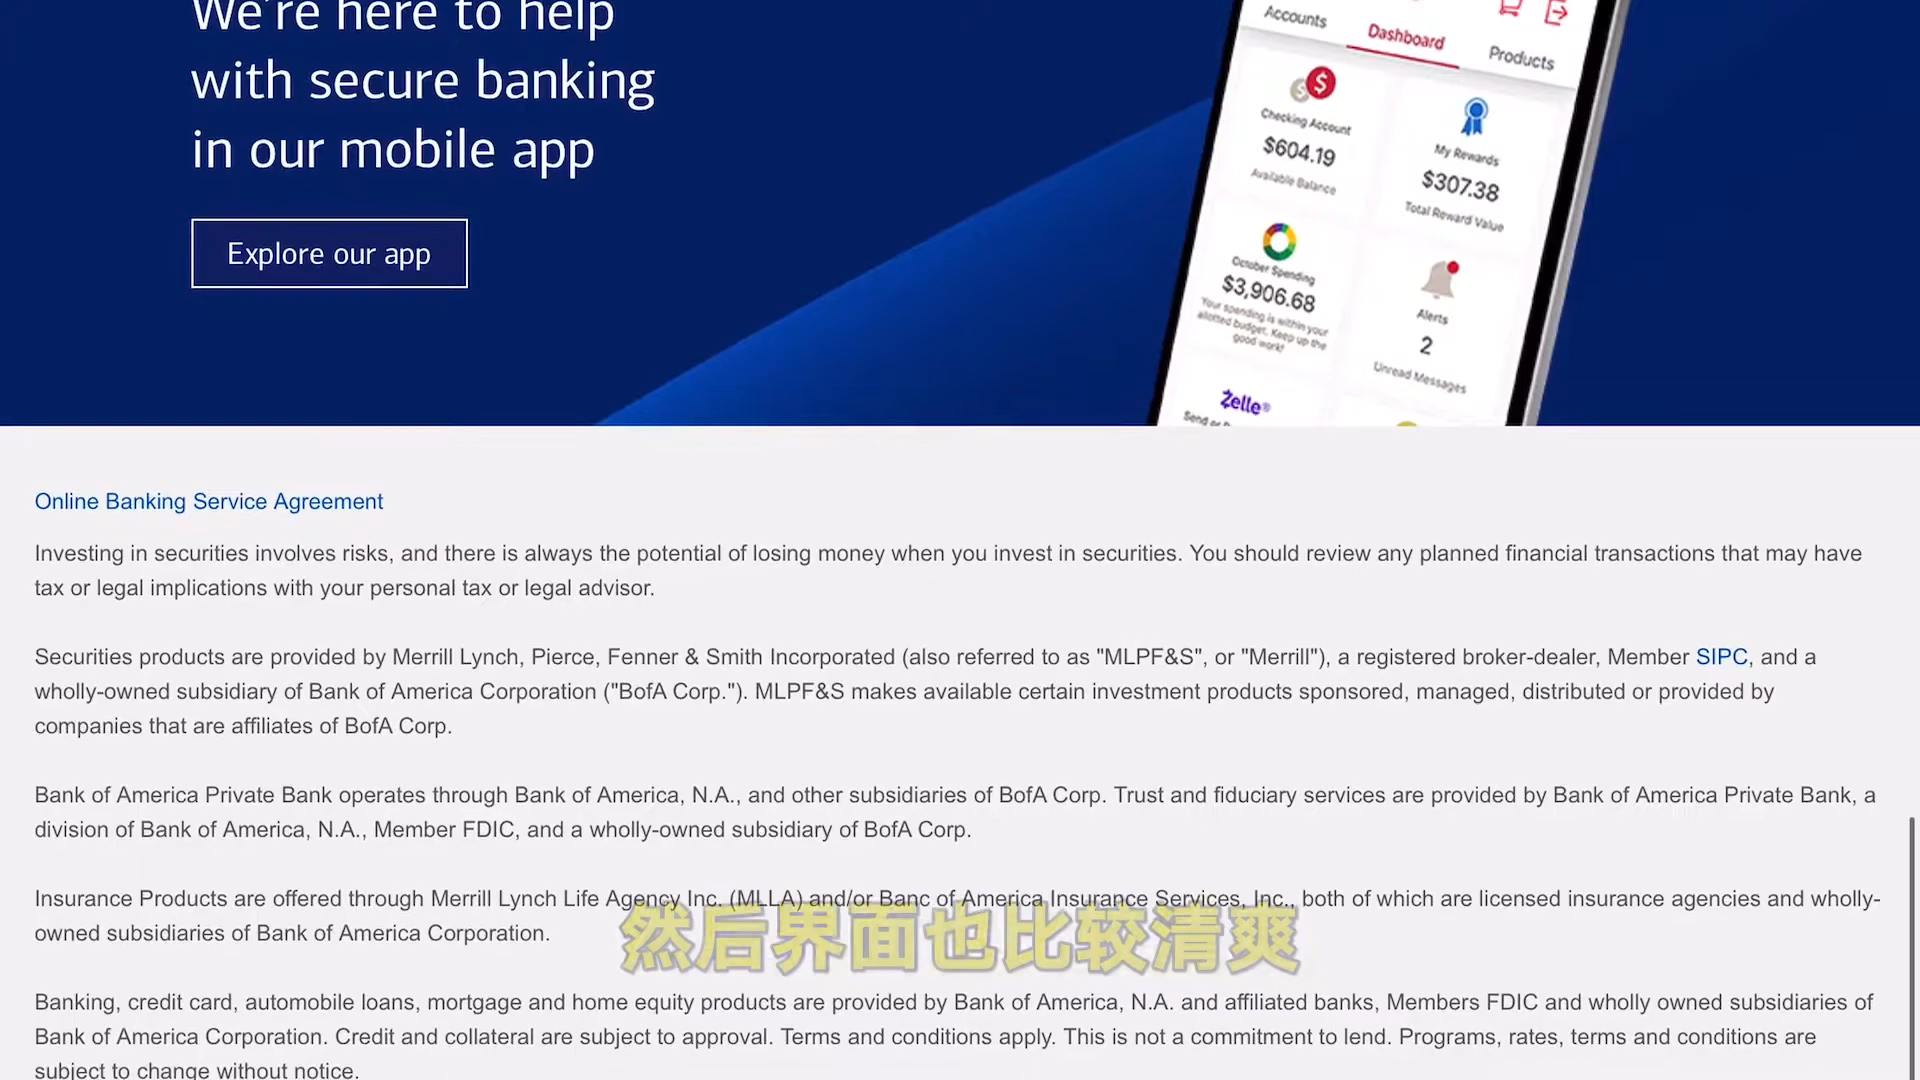 We're here to help
with secure banking
in our mobile app
Explore our app
Accounts
Dashboard
Products
Checking Account
$604.19
Available Balance
My Rewards
$307.38
Total Reward Value
October Spending
$3,906.68
Your spending is within your
allotted budget. Keep up the
good work!
Alerts
2
Unread Messages
Zelle®
Send or
Online Banking Service Agreement
Investing in securities involves risks, and there is always the potential of losing money when you invest in securities. You should review any planned financial transactions that may have
tax or legal implications with your personal tax or legal advisor.
Securities products are provided by Merrill Lynch, Pierce, Fenner & Smith Incorporated (also referred to as "MLPF&S", or "Merrill"), a registered broker-dealer, Member SIPC, and a
wholly-owned subsidiary of Bank of America Corporation ("BofA Corp."). MLPF&S makes available certain investment products sponsored, managed, distributed or provided by
companies that are affiliates of BofA Corp.
Bank of America Private Bank operates through Bank of America, N.A., and other subsidiaries of BofA Corp. Trust and fiduciary services are provided by Bank of America Private Bank, a
division of Bank of America, N.A., Member FDIC, and a wholly-owned subsidiary of BofA Corp.
Insurance Products are offered through Merrill Lynch Life Agency Inc. (MLLA) and/or Banc of America Insurance Services, Inc., both of which are licensed insurance agencies and wholly-
owned subsidiaries of Bank of America Corporation.
然后界面也比较清爽
Banking, credit card, automobile loans, mortgage and home equity products are provided by Bank of America, N.A. and affiliated banks, Members FDIC and wholly owned subsidiaries of
Bank of America Corporation. Credit and collateral are subject to approval. Terms and conditions apply. This is not a commitment to lend. Programs, rates, terms and conditions are
subject to change without notice.